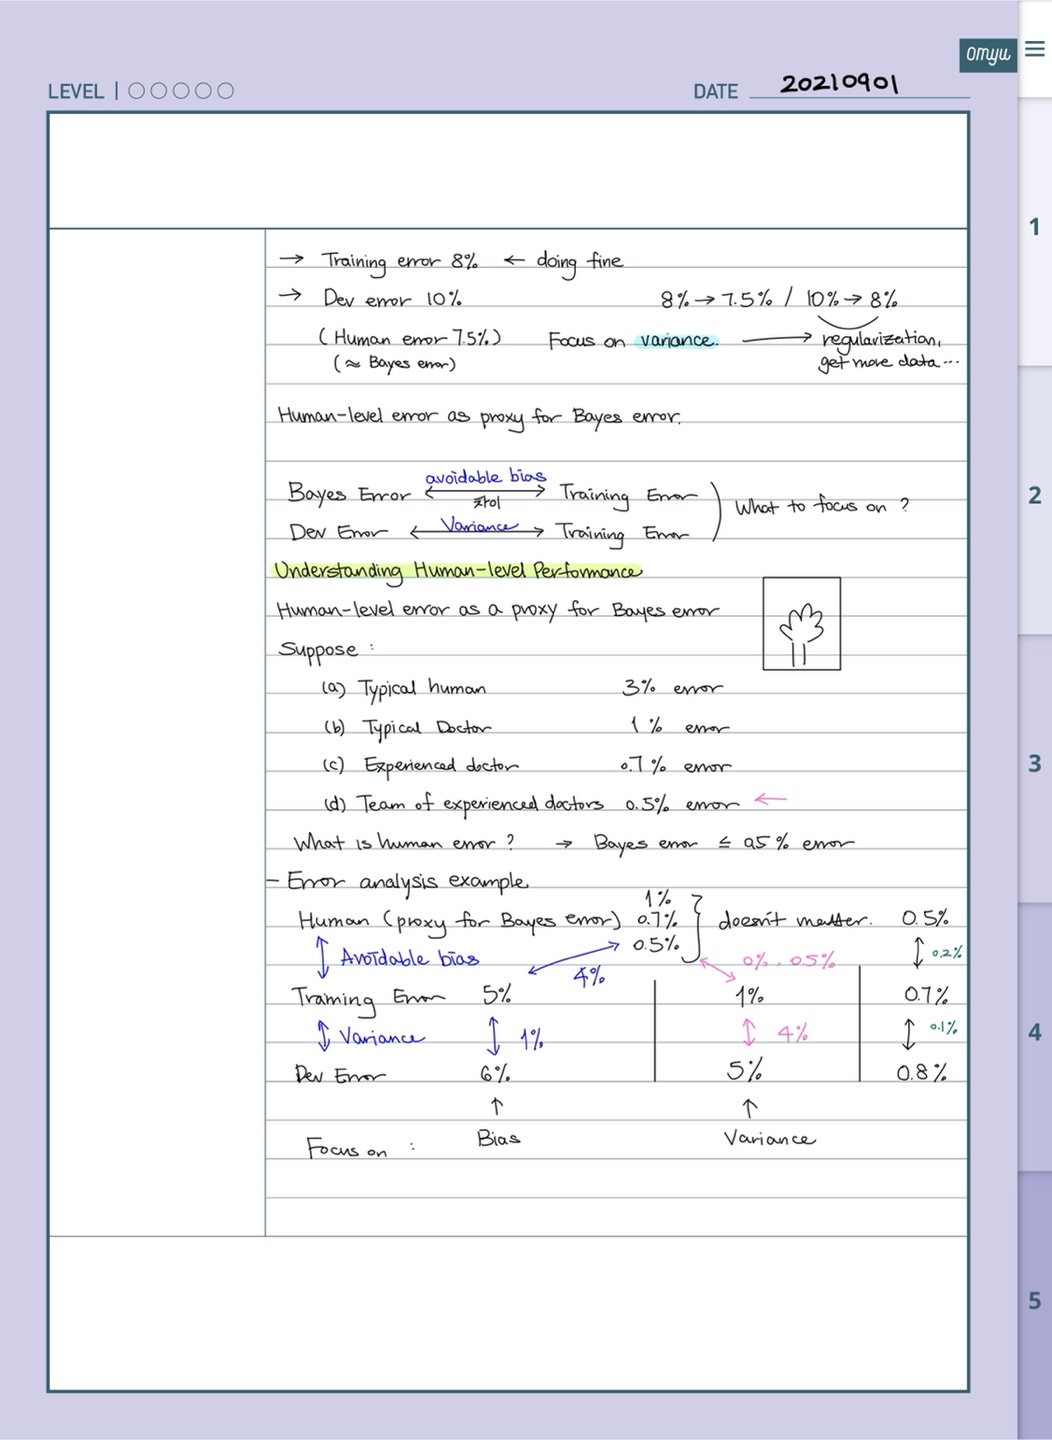 omyu
LEVEL | ○○○○○
DATE 20210901
→ Training error 8% ← doing fine
→ Dev error 10% 8% → 7.5% / 10% → 8%
(Human error 7.5%) Focus on variance. → regularization,
(≈ Bayes error) get more data ...
Human-level error as proxy for Bayes error.
avoidable bias
Bayes Error ↔ Training Error
차이
What to focus on ?
Dev Error ↔ Variance Training Error
Understanding Human-level Performance
Human-level error as a proxy for Bayes error
Suppose :
(a) Typical human 3% error
(b) Typical Doctor 1% error
(c) Experienced doctor 0.7% error
(d) Team of experienced doctors 0.5% error ←
What is human error ? → Bayes error ≤ 0.5% error
- Error analysis example
1%
Human (proxy for Bayes error) 0.7% doesn't matter. 0.5%
0.5%
↕ Avoidable bias 4% 0%, 0.5% ↕ 0.2%
Training Error 5% 1% 0.7%
↕ Variance ↕ 1% ↕ 4% ↕ 0.1%
Dev Error 6% 5% 0.8%
↑ ↑
Focus on : Bias Variance
1
2
3
4
5